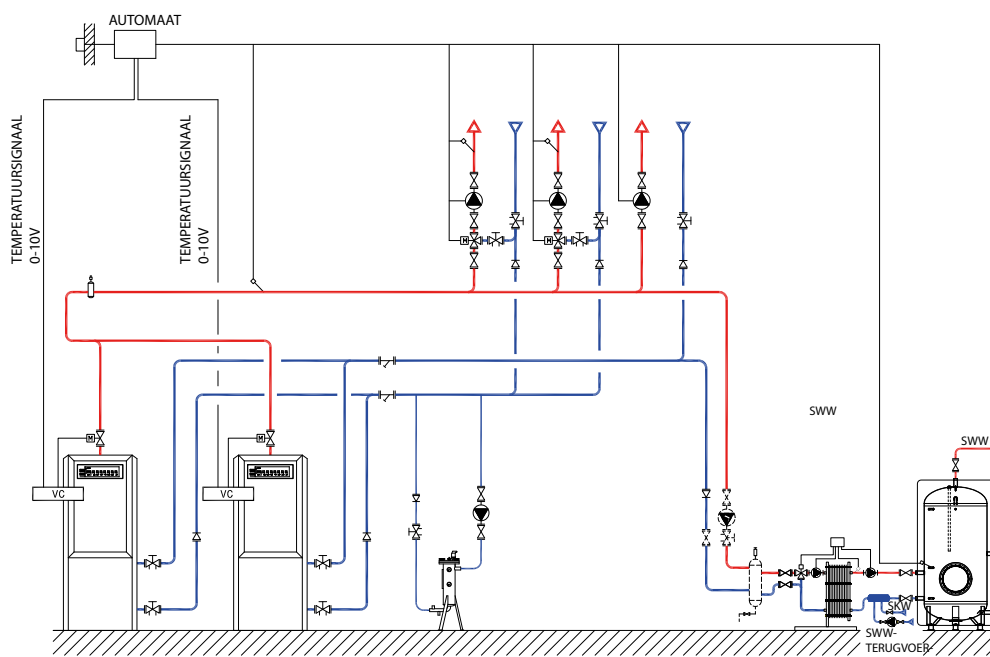 AUTOMAAT
TEMPERATUURSIGNAAL
0-10V
TEMPERATUURSIGNAAL
0-10V
M
M
M
M
VC
VC
SWW
SWW
SKW
SWW-
TERUGVOER-